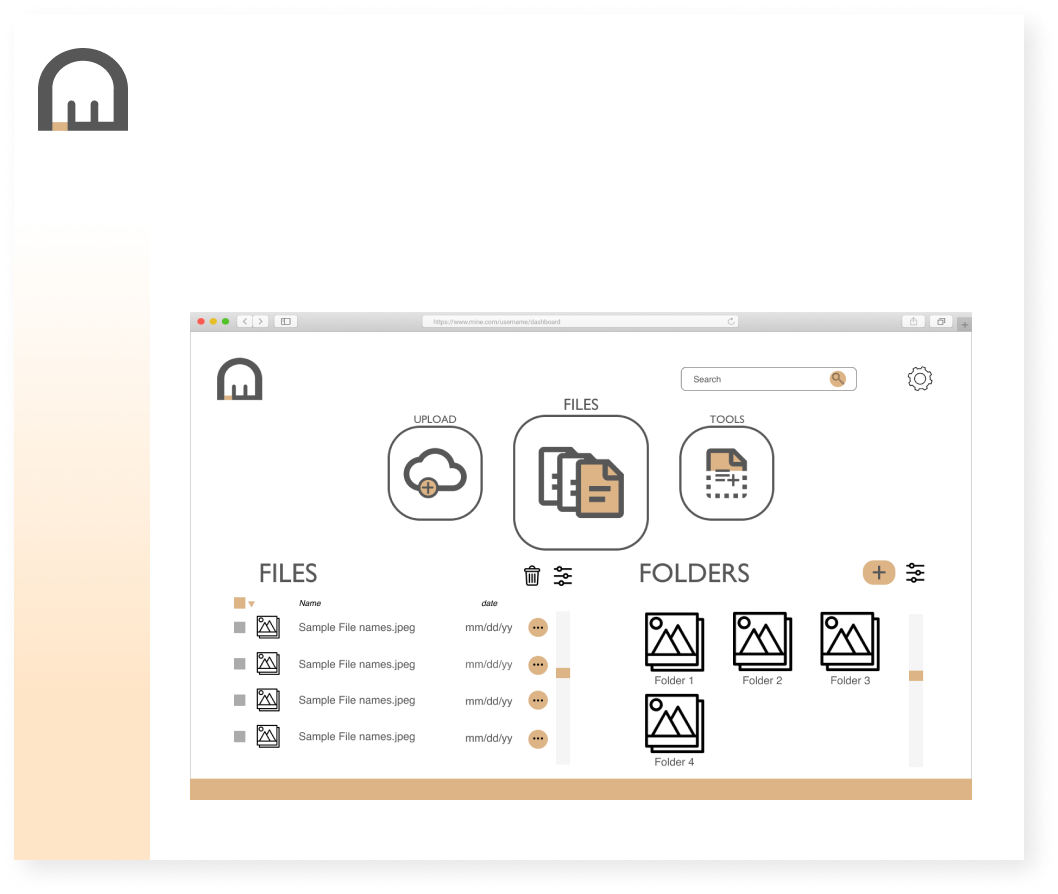 https://www.mine.com/username/dashboard
Search
UPLOAD
FILES
TOOLS
FILES
FOLDERS
Name date
Sample File names.jpeg mm/dd/yy
Sample File names.jpeg mm/dd/yy
Sample File names.jpeg mm/dd/yy
Sample File names.jpeg mm/dd/yy
Folder 1 Folder 2 Folder 3
Folder 4